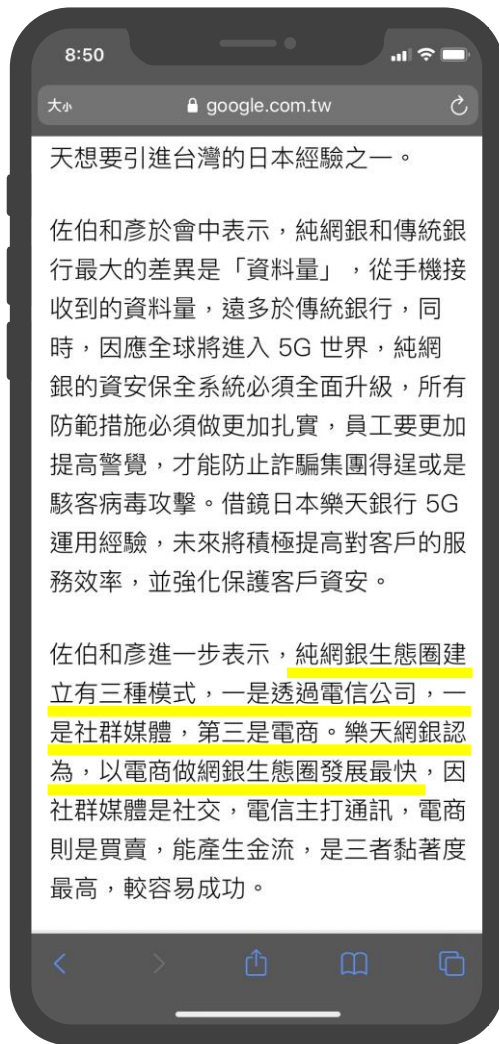 8:50
大小 google.com.tw
天想要引進台灣的日本經驗之一。
佐伯和彥於會中表示，純網銀和傳統銀
行最大的差異是「資料量」，從手機接
收到的資料量，遠多於傳統銀行，同
時，因應全球將進入 5G 世界，純網
銀的資安保全系統必須全面升級，所有
防範措施必須做更加扎實，員工要更加
提高警覺，才能防止詐騙集團得逞或是
駭客病毒攻擊。借鏡日本樂天銀行 5G
運用經驗，未來將積極提高對客戶的服
務效率，並強化保護客戶資安。
佐伯和彥進一步表示，純網銀生態圈建
立有三種模式，一是透過電信公司，一
是社群媒體，第三是電商。樂天網銀認
為，以電商做網銀生態圈發展最快，因
社群媒體是社交，電信主打通訊，電商
則是買賣，能產生金流，是三者黏著度
最高，較容易成功。